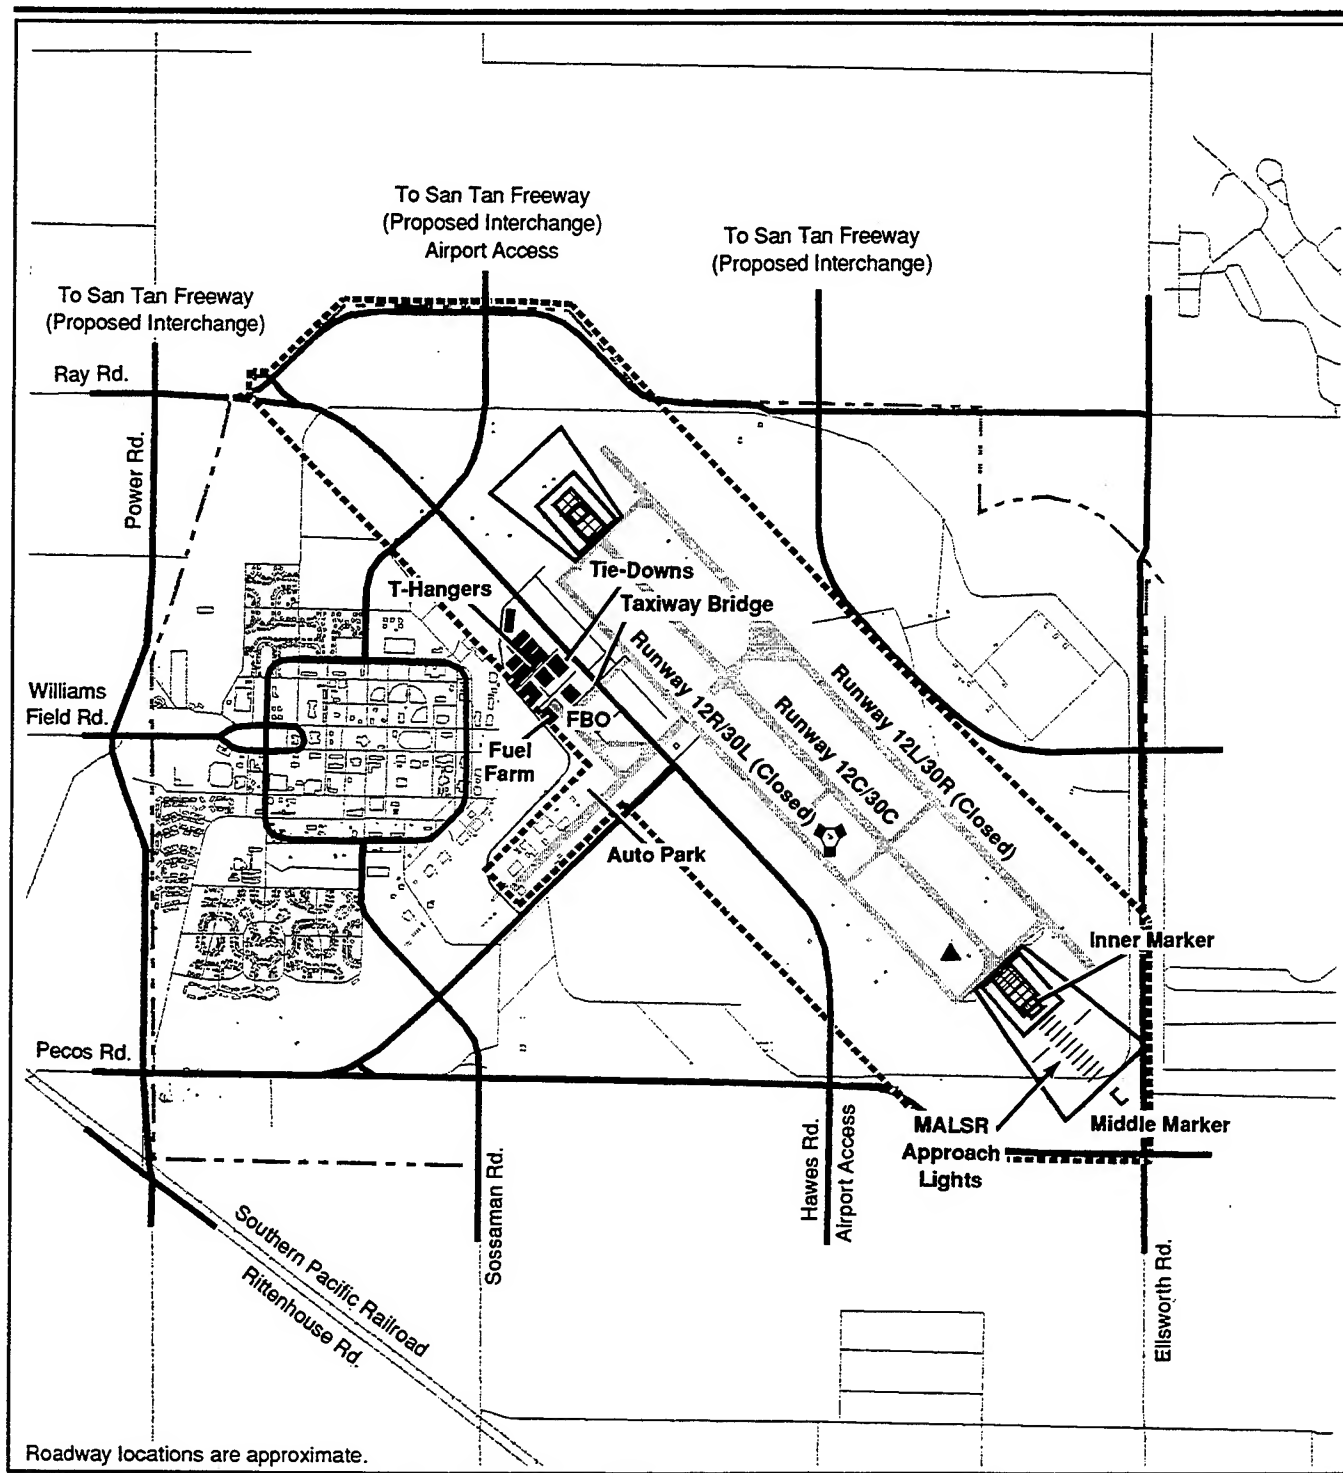 To San Tan Freeway
(Proposed Interchange)
Airport Access
To San Tan Freeway
(Proposed Interchange)
To San Tan Freeway
(Proposed Interchange)
Ray Rd.
Power Rd.
T-Hangers
Tie-Downs
Taxiway Bridge
Runway 12R/30L (Closed)
Runway 12C/30C
Runway 12L/30R (Closed)
Williams
Field Rd.
FBO
Fuel
Farm
Auto Park
Inner Marker
Pecos Rd.
MALSR
Approach
Lights
Middle Marker
Sossaman Rd.
Hawes Rd.
Airport Access
Ellsworth Rd.
Southern Pacific Railroad
Rittenhouse Rd.
Roadway locations are approximate.